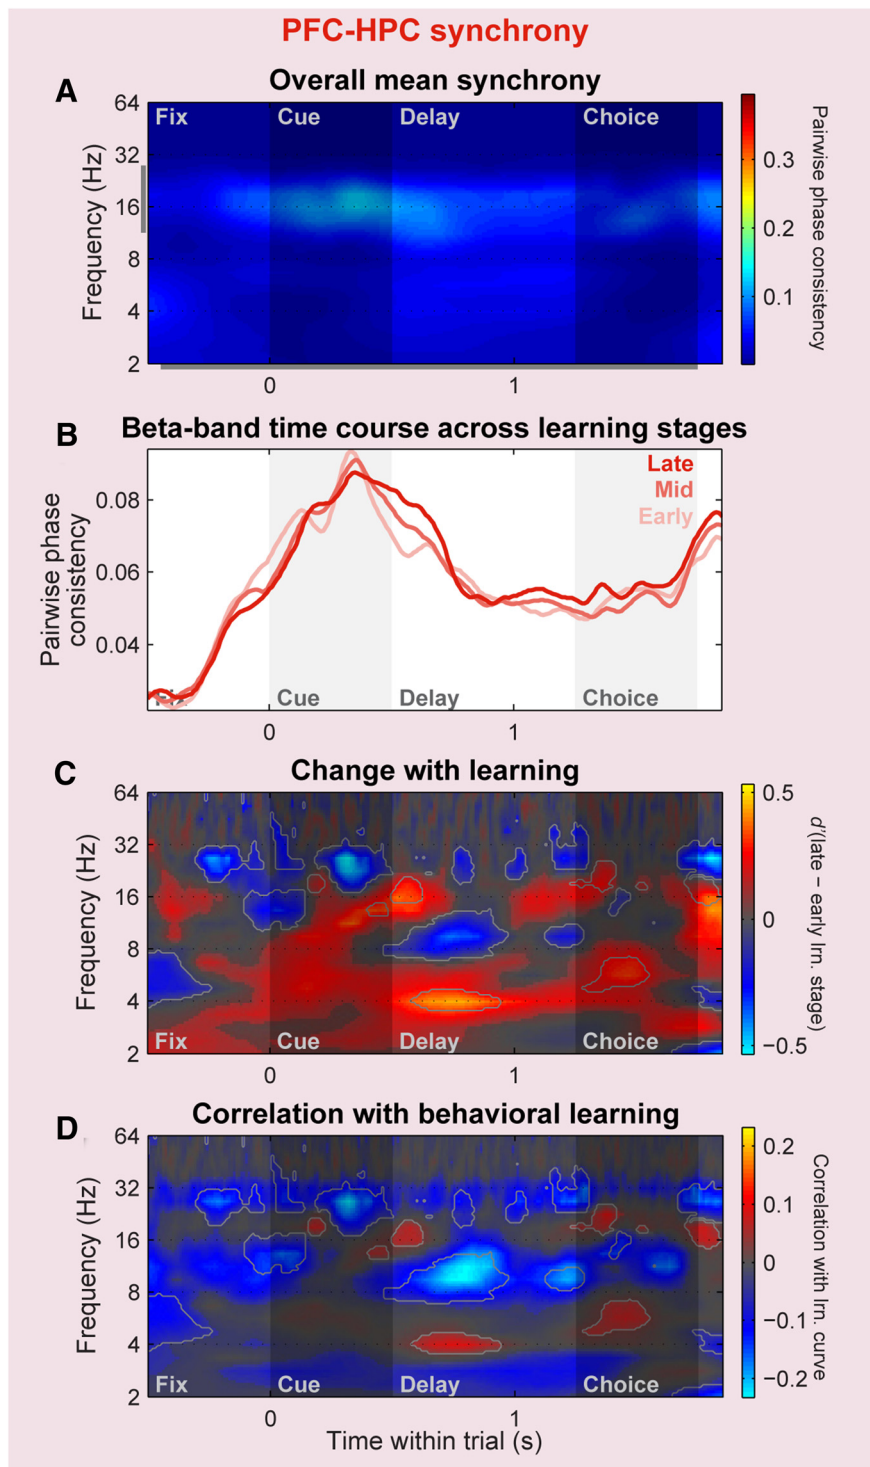 PFC-HPC synchrony
A
Overall mean synchrony
64
32
16
8
4
2
Frequency (Hz)
Fix
Cue
Delay
Choice
0
1
0.3
0.2
0.1
Pairwise phase consistency
B
Beta-band time course across learning stages
0.08
0.06
0.04
Pairwise phase
consistency
Late
Mid
Early
Fix
Cue
Delay
Choice
0
1
C
Change with learning
64
32
16
8
4
2
Frequency (Hz)
Fix
Cue
Delay
Choice
0
1
0.5
0
−0.5
d′(late − early lrn. stage)
D
Correlation with behavioral learning
64
32
16
8
4
2
Frequency (Hz)
Fix
Cue
Delay
Choice
0
1
Time within trial (s)
0.2
0.1
0
−0.1
−0.2
Correlation with lrn. curve